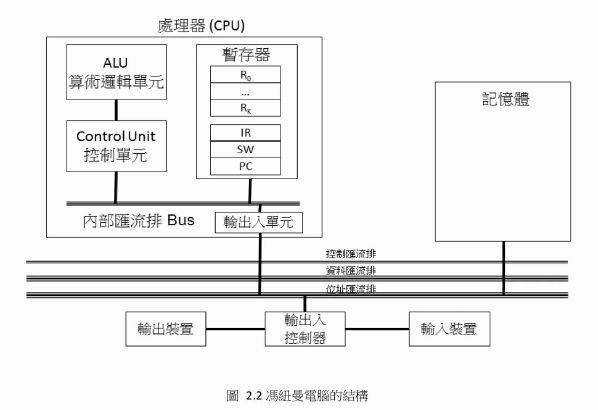 處理器 (CPU)
ALU
算術邏輯單元
Control Unit
控制單元
暫存器
R0
...
RK
IR
SW
PC
內部匯流排 Bus
輸出入單元
記憶體
控制匯流排
資料匯流排
位址匯流排
輸出裝置
輸出入
控制器
輸入裝置
圖 2.2 馮紐曼電腦的結構